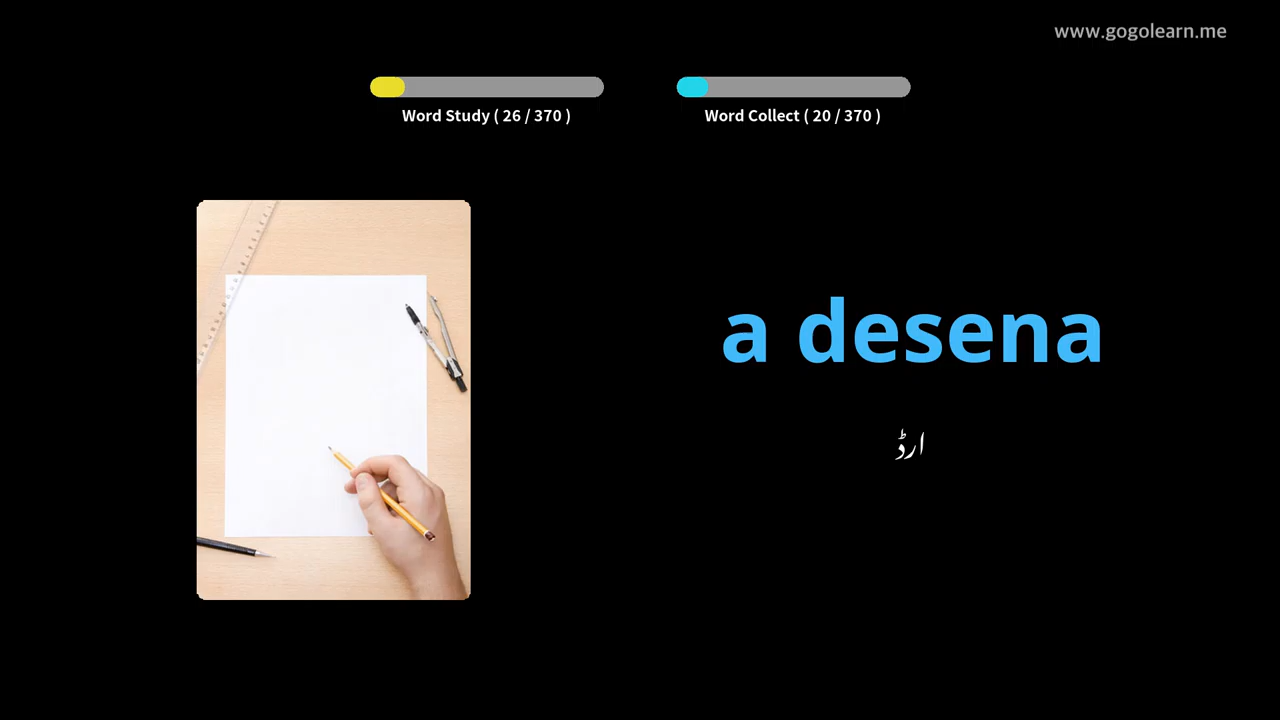 www.gogolearn.me
Word Study ( 26 / 370 )
Word Collect ( 20 / 370 )
a desena
ارڈ